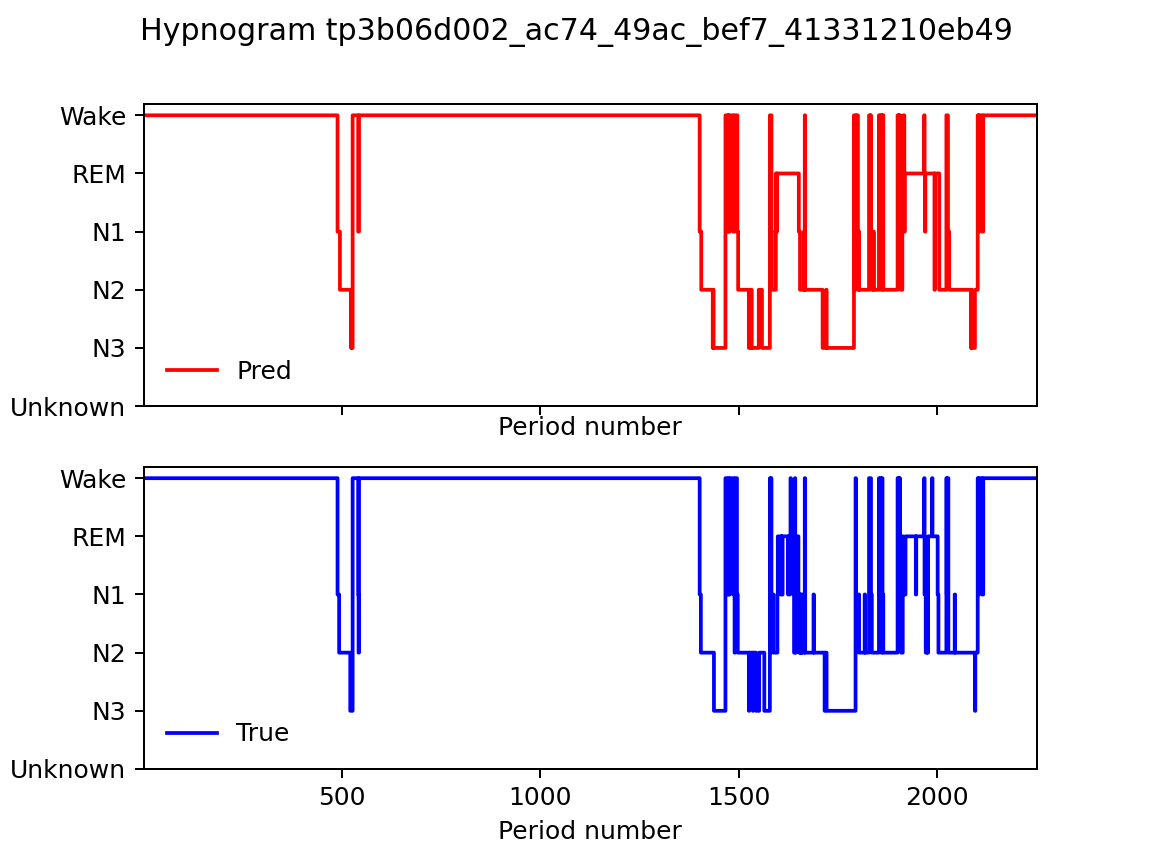 Hypnogram tp3b06d002_ac74_49ac_bef7_41331210eb49
Wake
REM
N1
N2
N3
Unknown
Pred
Period number
Wake
REM
N1
N2
N3
Unknown
True
500
1000
1500
2000
Period number